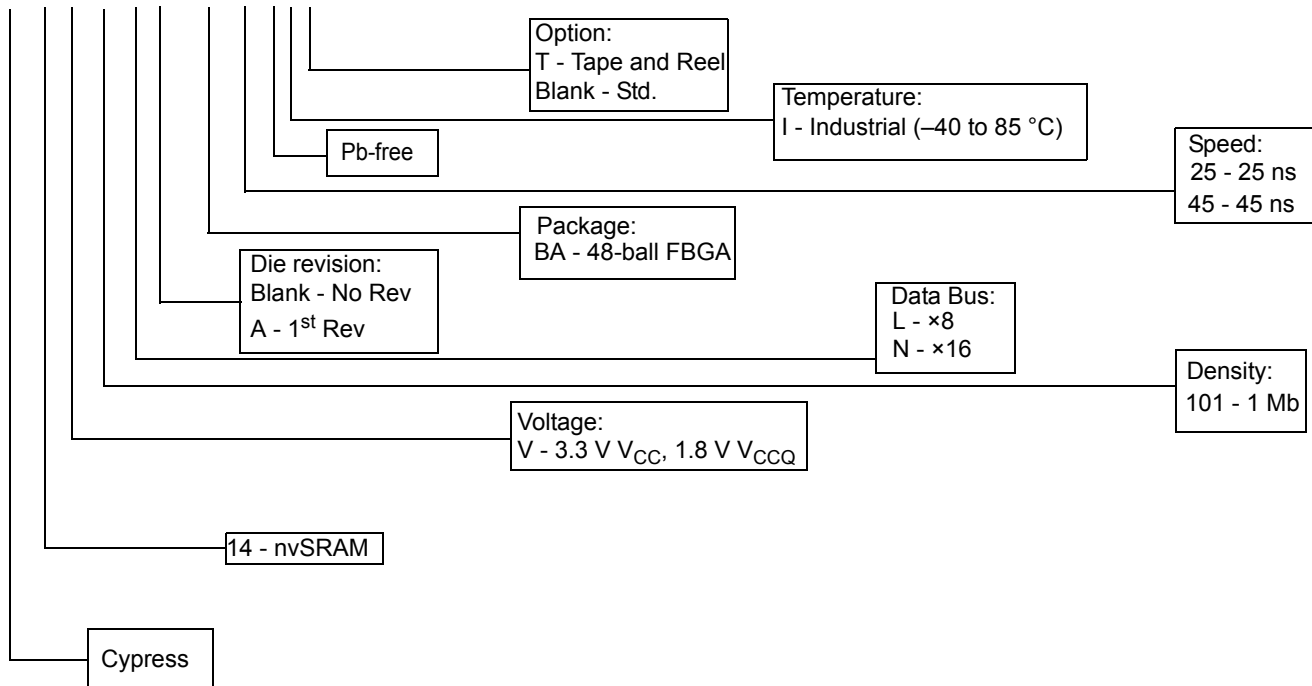 Option:
T - Tape and Reel
Blank - Std.
Temperature:
I - Industrial (–40 to 85 °C)
Pb-free
Speed:
25 - 25 ns
45 - 45 ns
Package:
BA - 48-ball FBGA
Die revision:
Blank - No Rev
A - 1st Rev
Data Bus:
L - ×8
N - ×16
Density:
101 - 1 Mb
Voltage:
V - 3.3 V VCC, 1.8 V VCCQ
14 - nvSRAM
Cypress